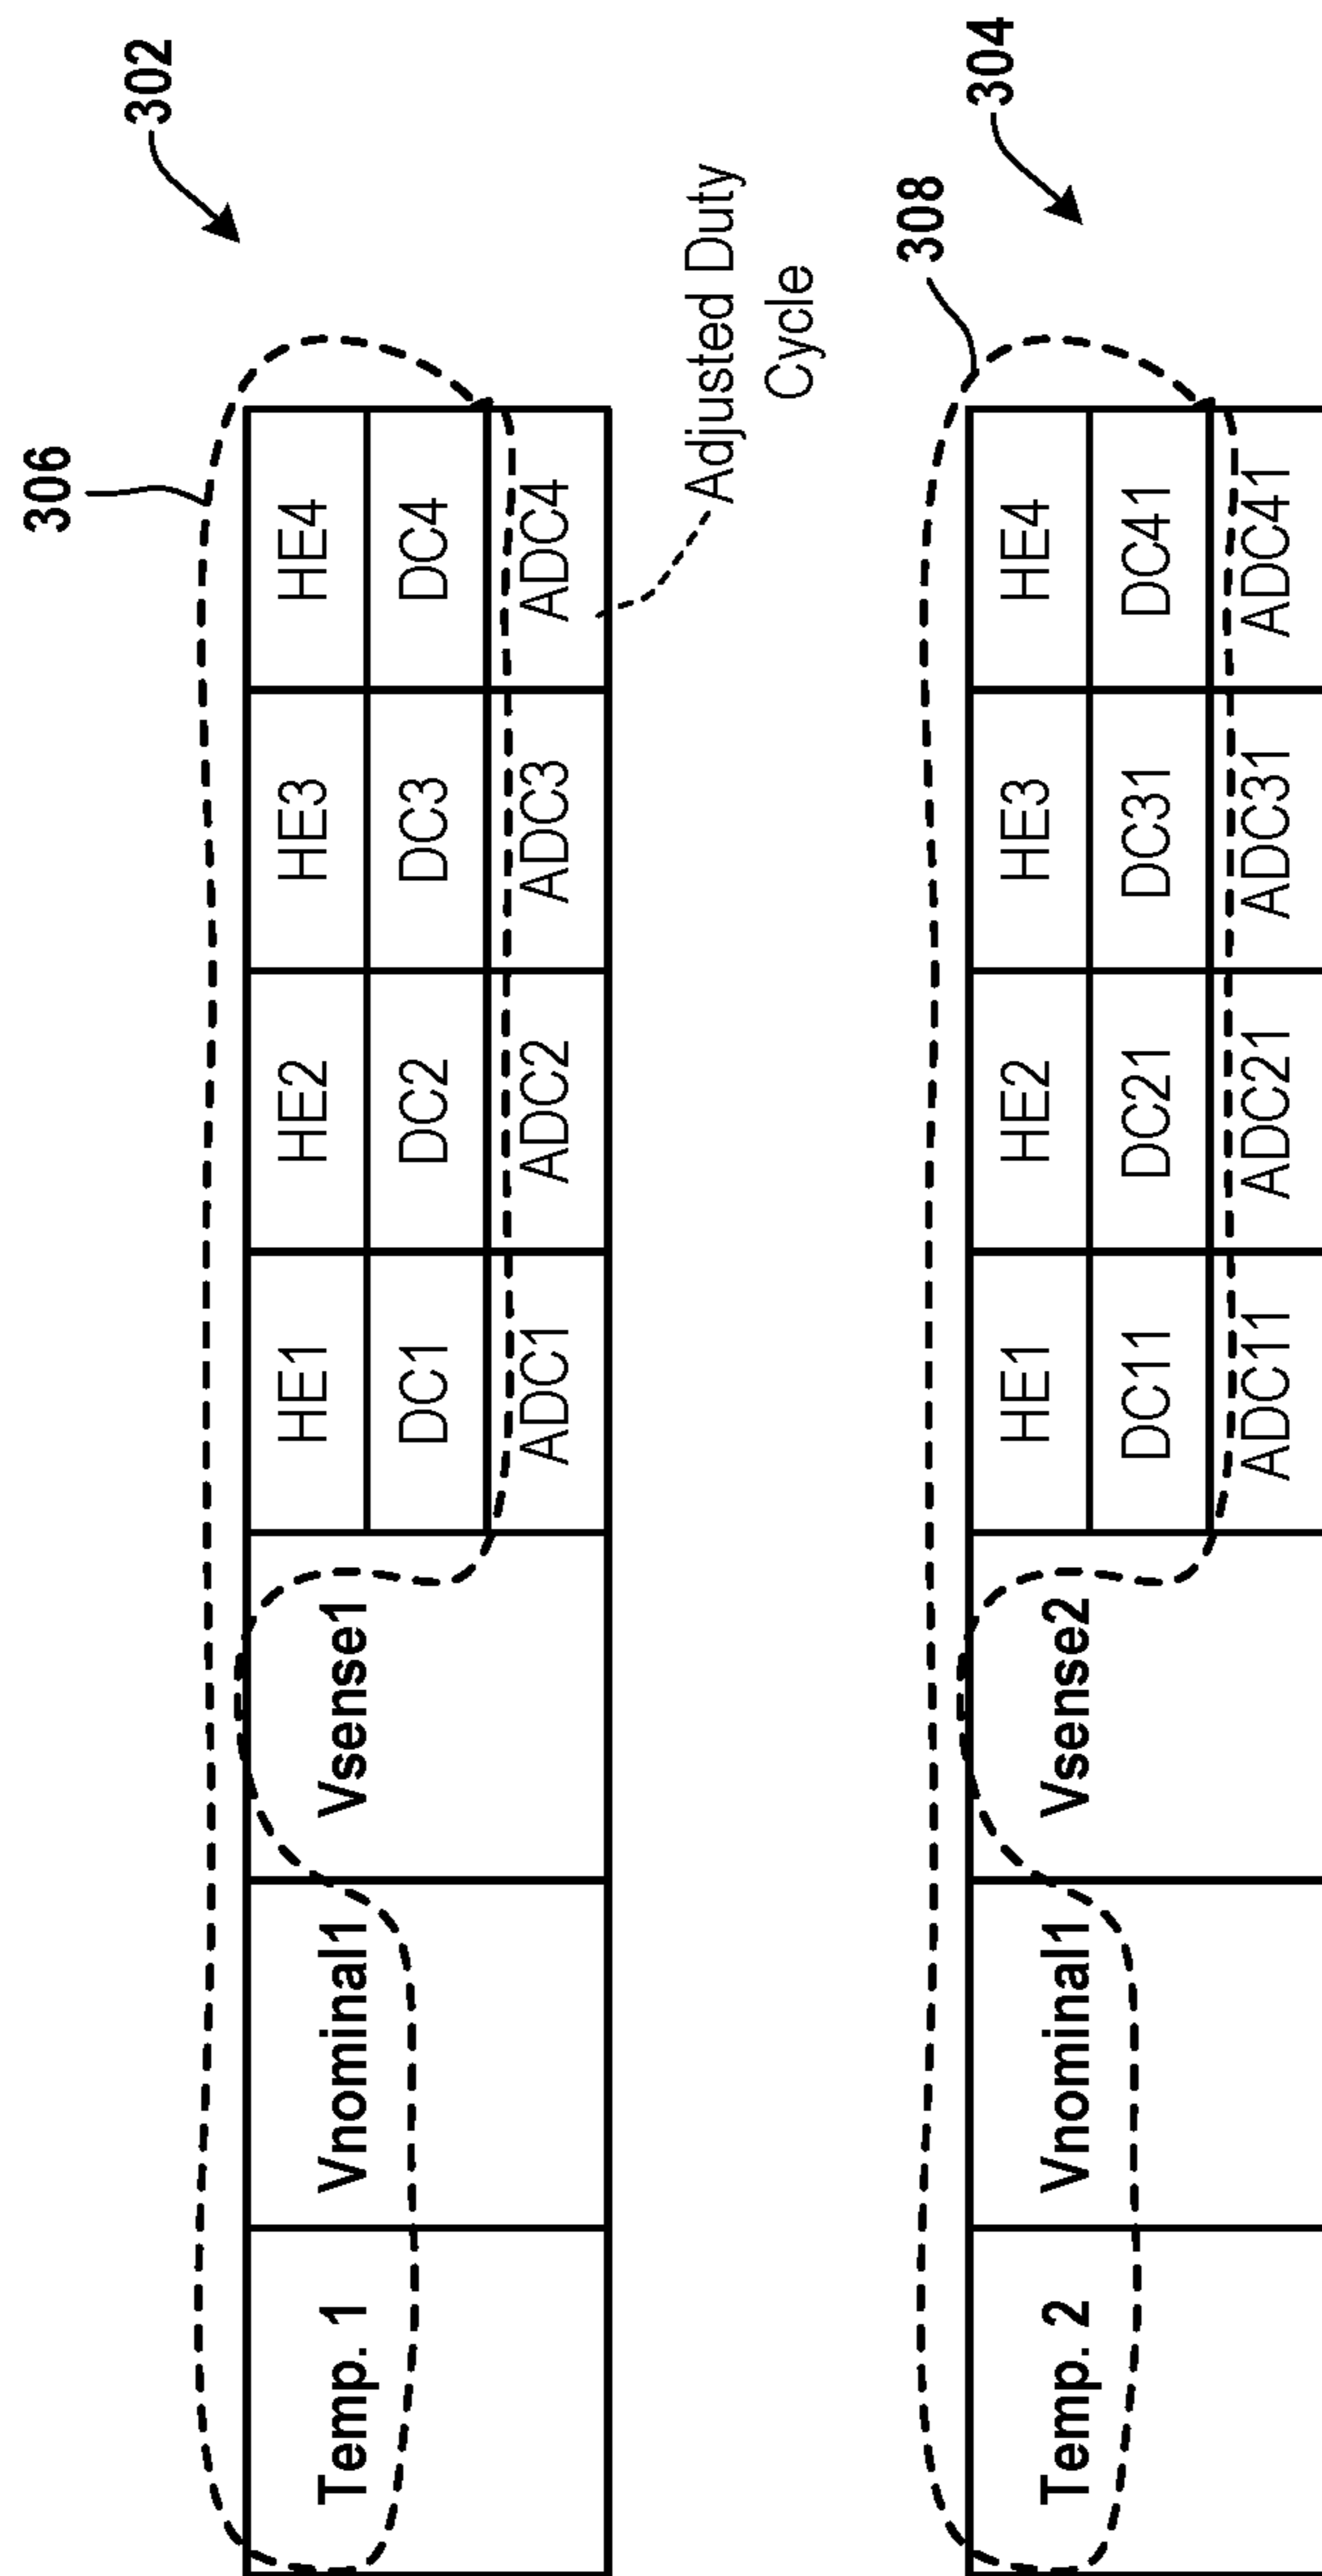 306
302
Temp. 1 Vnominal1 Vsense1 HE1 HE2 HE3 HE4
DC1 DC2 DC3 DC4
ADC1 ADC2 ADC3 ADC4
Adjusted Duty
Cycle
308
304
Temp. 2 Vnominal1 Vsense2 HE1 HE2 HE3 HE4
DC11 DC21 DC31 DC41
ADC11 ADC21 ADC31 ADC41